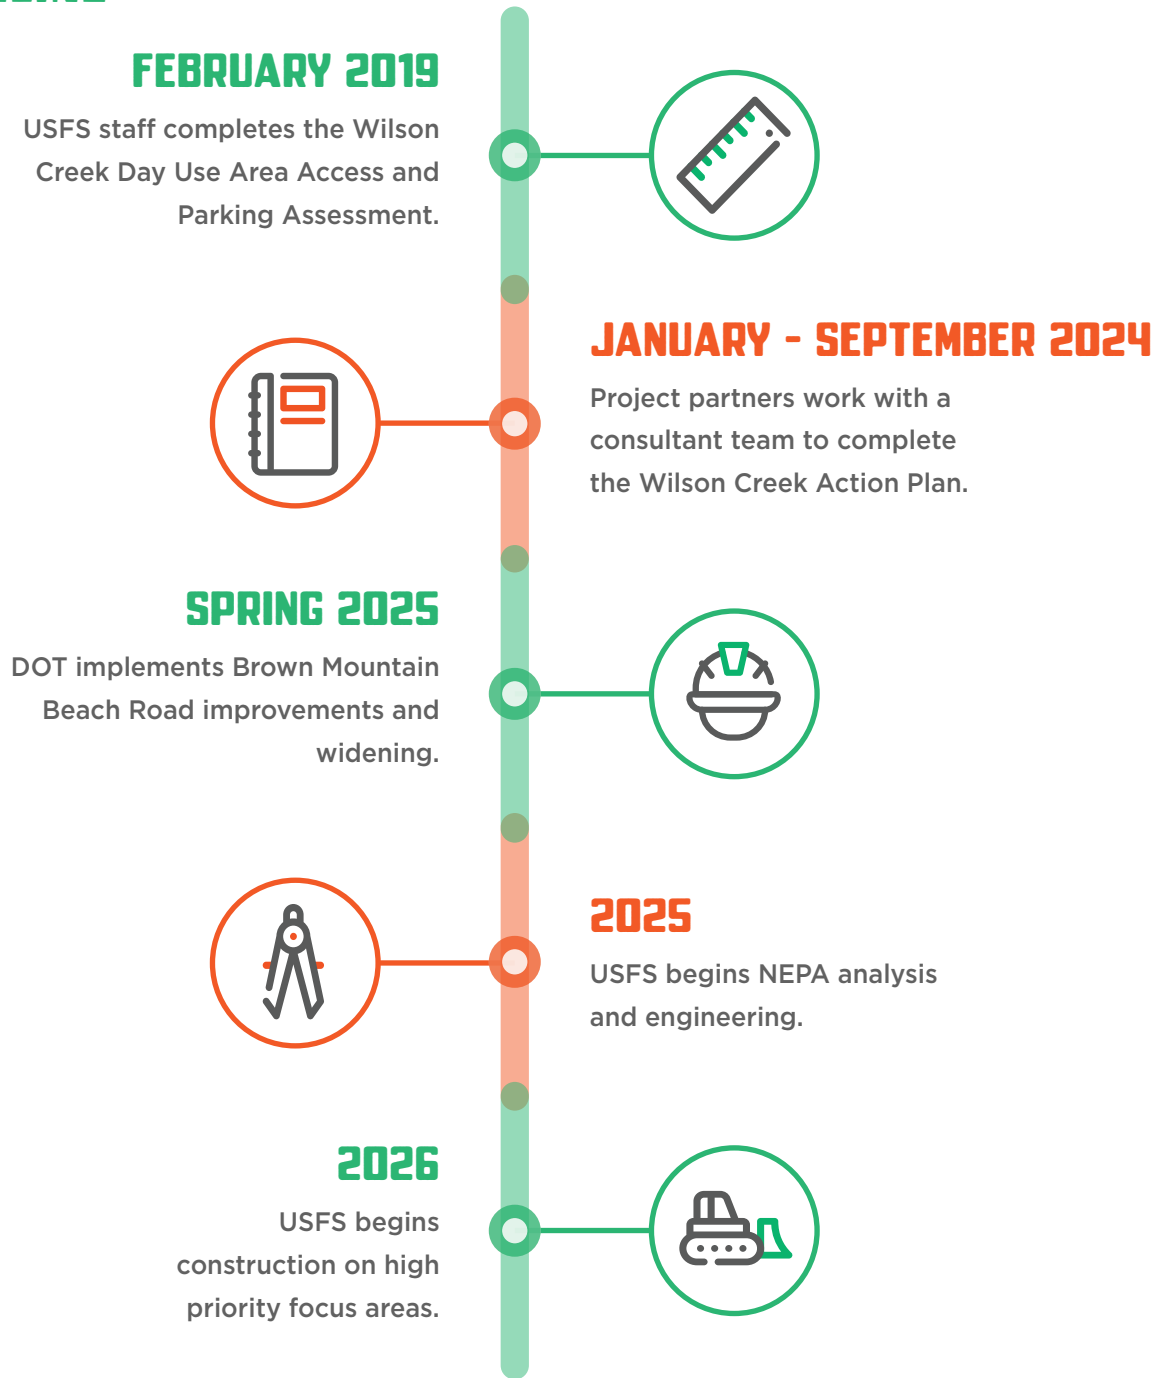 FEBRUARY 2019
USFS staff completes the Wilson
Creek Day Use Area Access and
Parking Assessment.
JANUARY - SEPTEMBER 2024
Project partners work with a
consultant team to complete
the Wilson Creek Action Plan.
SPRING 2025
DOT implements Brown Mountain
Beach Road improvements and
widening.
2025
USFS begins NEPA analysis
and engineering.
2026
USFS begins
construction on high
priority focus areas.